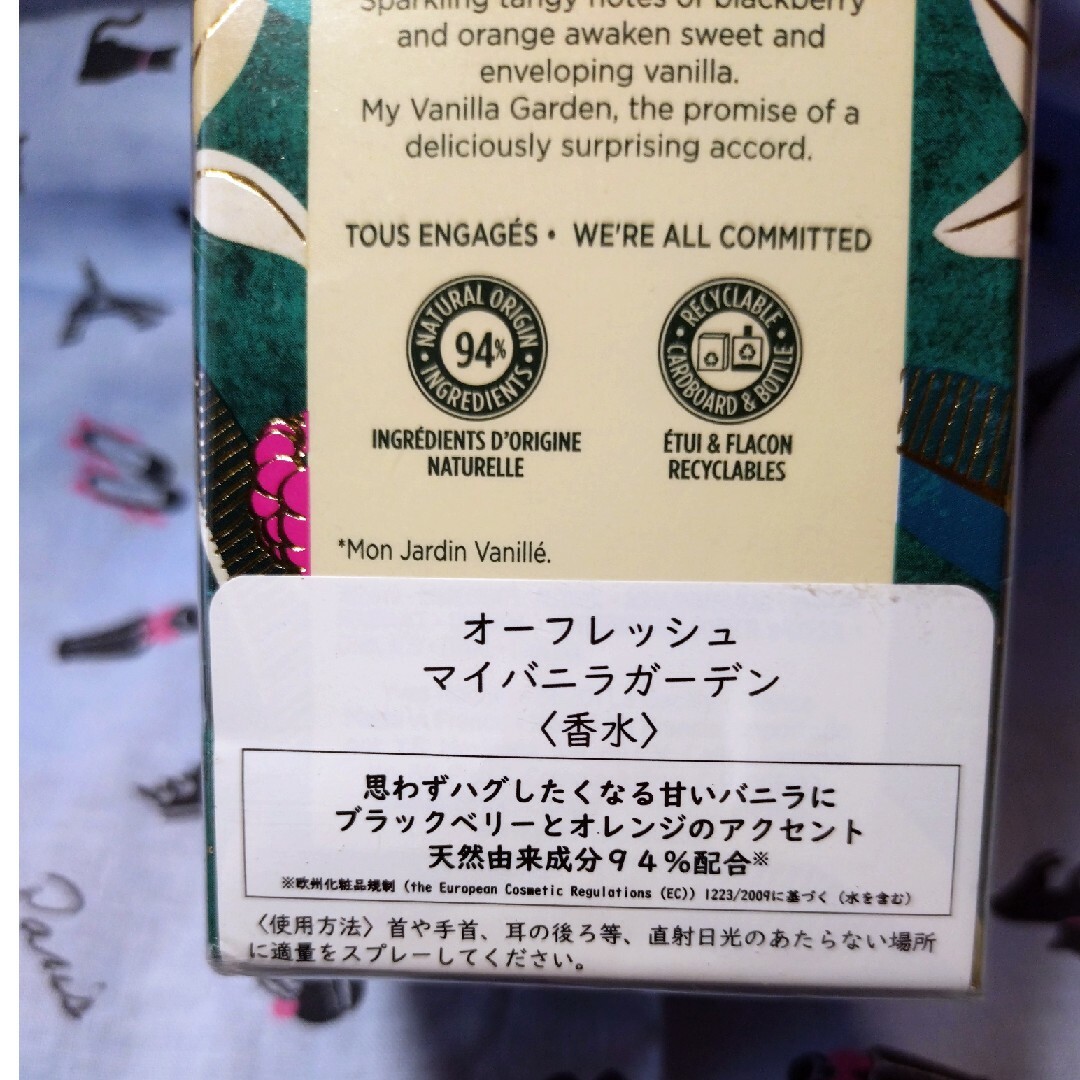 Sparkling tangy notes of blackberry
and orange awaken sweet and
enveloping vanilla.
My Vanilla Garden, the promise of a
deliciously surprising accord.
TOUS ENGAGÉS • WE'RE ALL COMMITTED
NATURAL ORIGIN
94%
INGREDIENTS
RECYCLABLE
CARDBOARD & BOTTLE
INGRÉDIENTS D'ORIGINE
NATURELLE
ÉTUI & FLACON
RECYCLABLES
*Mon Jardin Vanillé.
オーフレッシュ
マイバニラガーデン
〈香水〉
思わずハグしたくなる甘いバニラに
ブラックベリーとオレンジのアクセント
天然由来成分94%配合※
※欧州化粧品規制 (the European Cosmetic Regulations (EC)) 1223/2009に基づく (水を含む)
〈使用方法〉首や手首、耳の後ろ等、直射日光のあたらない場所
に適量をスプレーしてください。
Paris